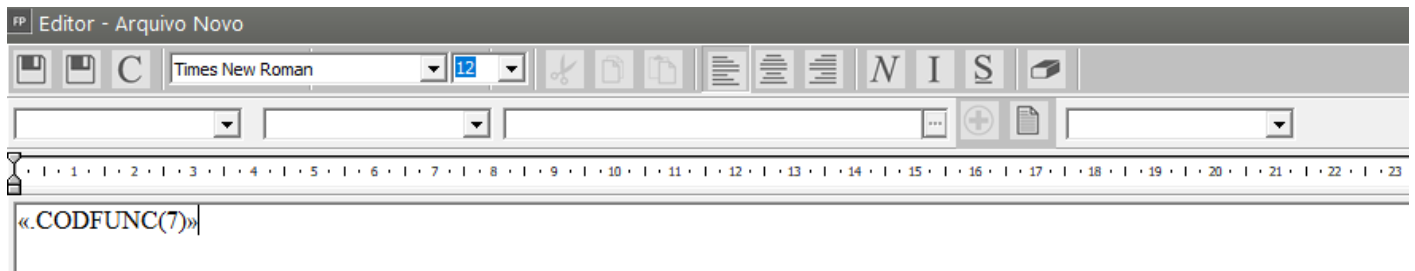 FP Editor - Arquivo Novo
C Times New Roman 12 N I S
...
1 2 3 4 5 6 7 8 9 10 11 12 13 14 15 16 17 18 19 20 21 22 23
«.CODFUNC(7)»